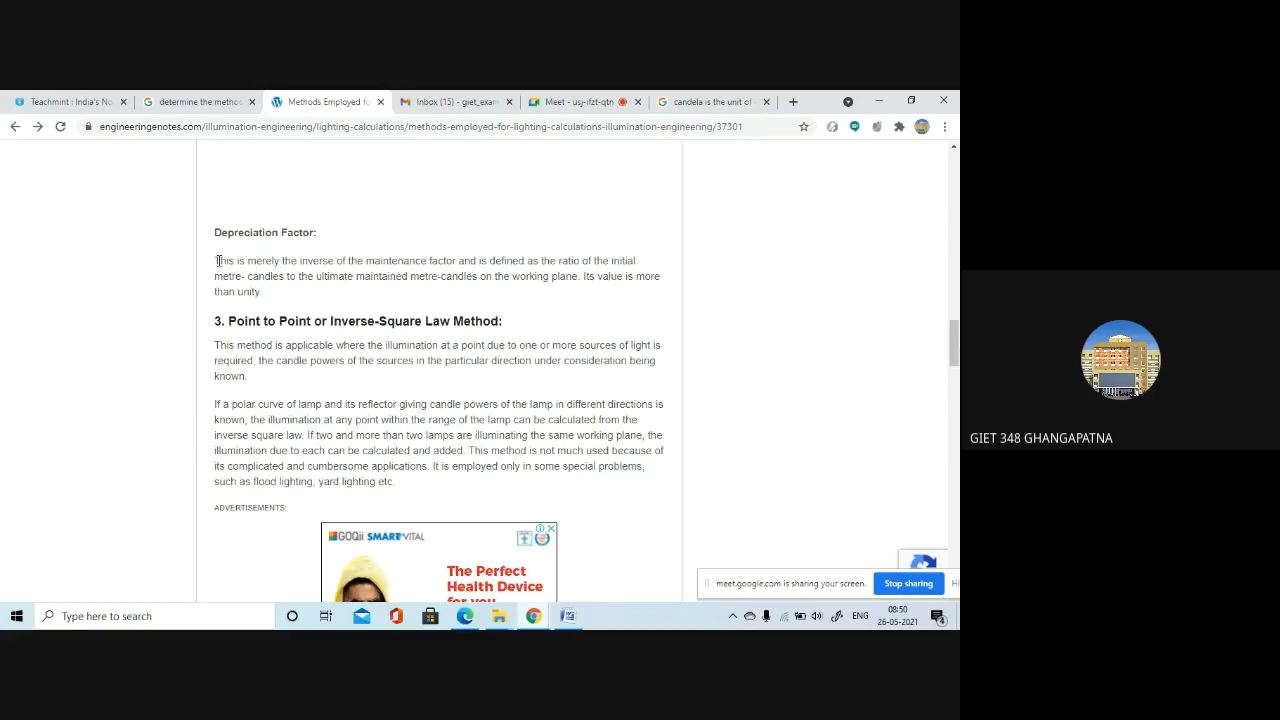 Teachmint : India's No
determine the methos
Methods Employed fo
Inbox (15) - giet_exam
Meet - usj-ifzt-qtn
candela is the unit of
engineeringnotes.com/illumination-engineering/lighting-calculations/methods-employed-for-lighting-calculations-illumination-engineering/37301
Depreciation Factor:
This is merely the inverse of the maintenance factor and is defined as the ratio of the initial
metre- candles to the ultimate maintained metre-candles on the working plane. Its value is more
than unity.
3. Point to Point or Inverse-Square Law Method:
This method is applicable where the illumination at a point due to one or more sources of light is
required, the candle powers of the sources in the particular direction under consideration being
known.
If a polar curve of lamp and its reflector giving candle powers of the lamp in different directions is
known, the illumination at any point within the range of the lamp can be calculated from the
inverse square law. If two and more than two lamps are illuminating the same working plane, the
illumination due to each can be calculated and added. This method is not much used because of
its complicated and cumbersome applications. It is employed only in some special problems,
such as flood lighting, yard lighting etc.
ADVERTISEMENTS:
GOQii SMART VITAL
The Perfect
Health Device
for you
GIET 348 GHANGAPATNA
meet.google.com is sharing your screen.
Stop sharing
Hi
Type here to search
ENG
08:50
26-05-2021
4